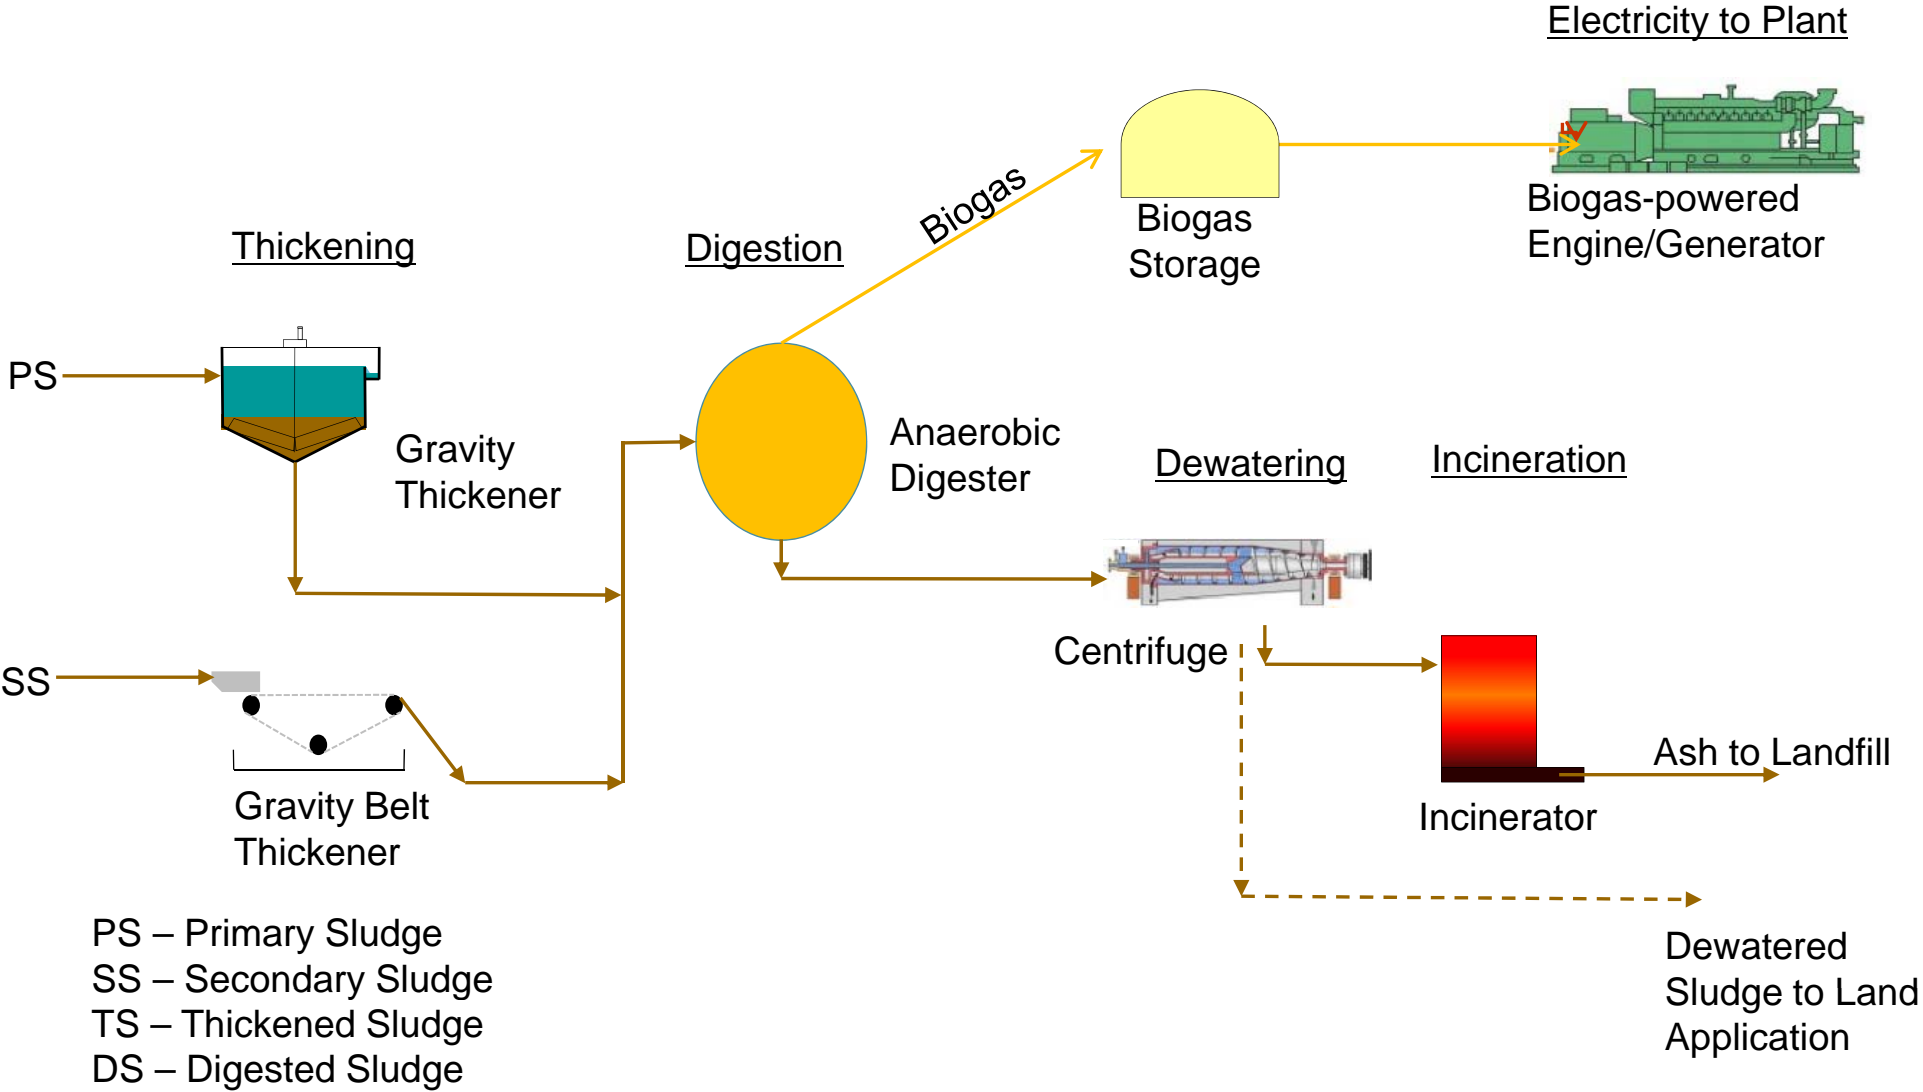 Electricity to Plant
Biogas-powered
Engine/Generator
Biogas
Storage
Biogas
Thickening
Digestion
PS
Gravity
Thickener
Anaerobic
Digester
Dewatering
Incineration
Centrifuge
SS
Gravity Belt
Thickener
Ash to Landfill
Incinerator
Dewatered
Sludge to Land
Application
PS – Primary Sludge
SS – Secondary Sludge
TS – Thickened Sludge
DS – Digested Sludge